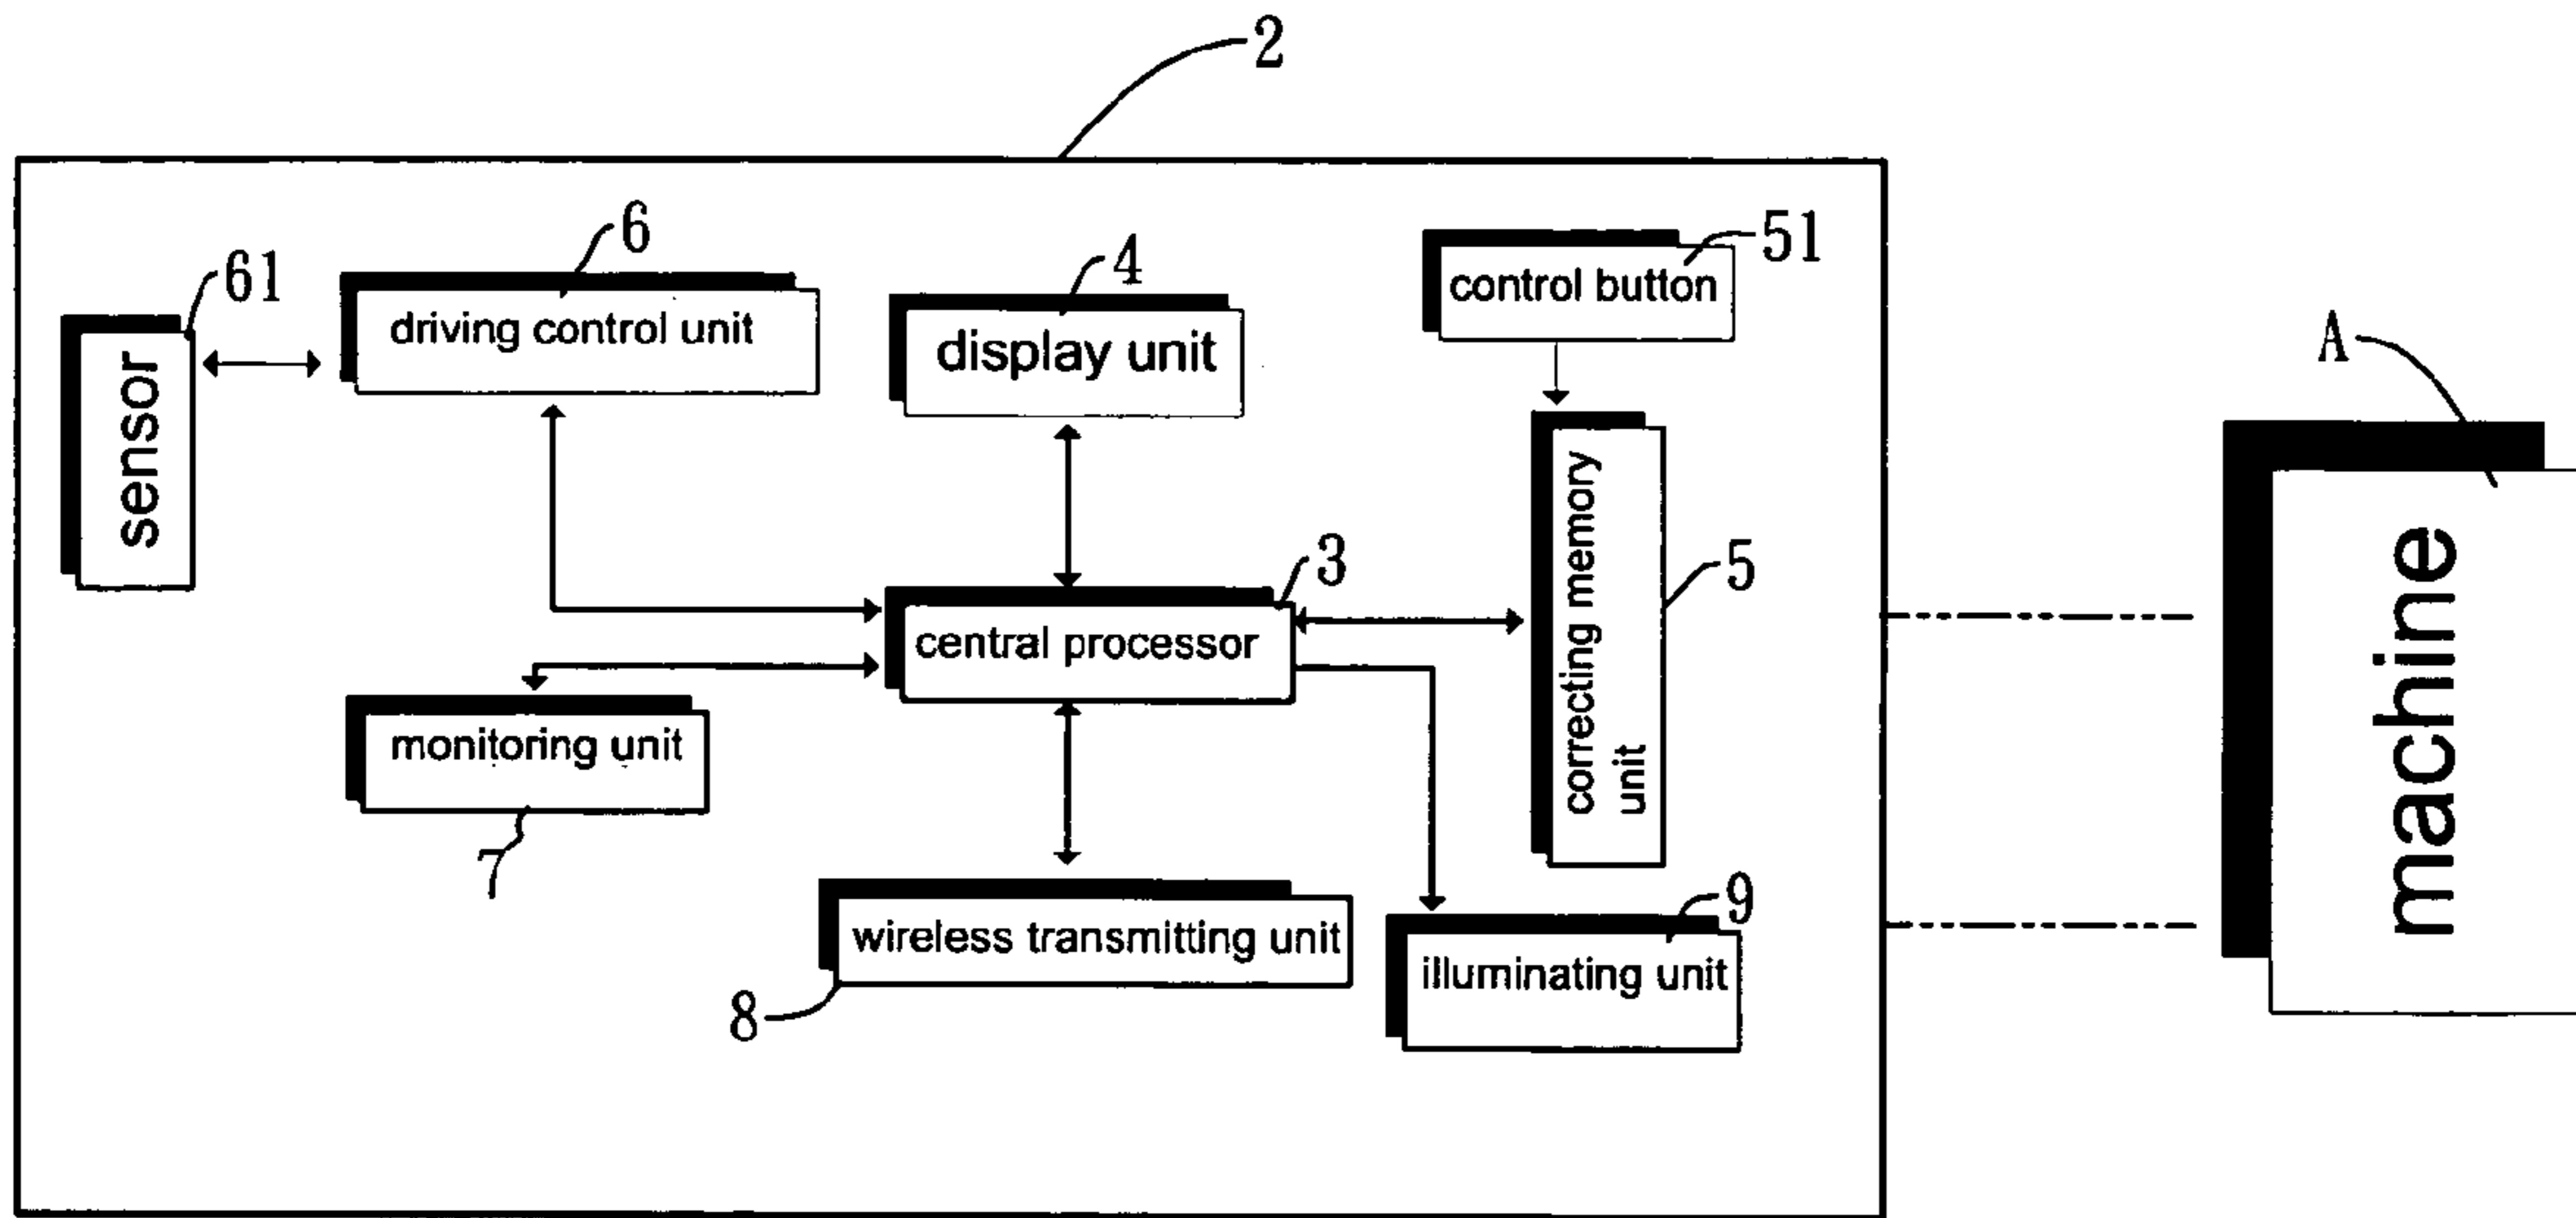 2
6
51
61
4
control button
driving control unit
A
display unit
sensor
3
5
correcting memory
unit
central processor
machine
monitoring unit
7
9
wireless transmitting unit
illuminating unit
8